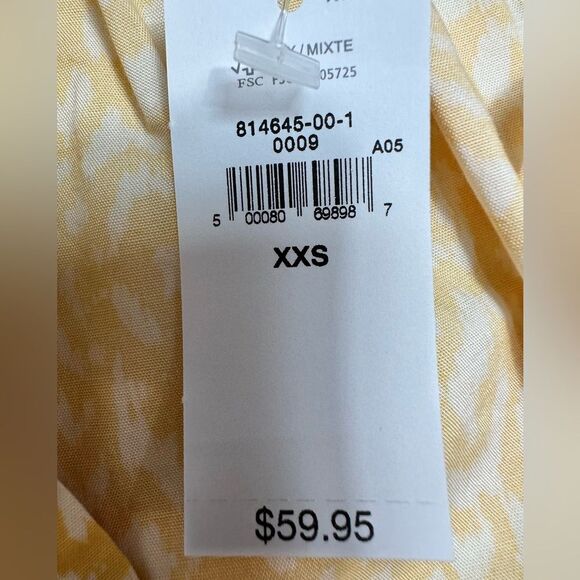 / MIXTE
FSC
05725
814645-00-1
0009
A05
5 00080 69898 7
XXS
$59.95